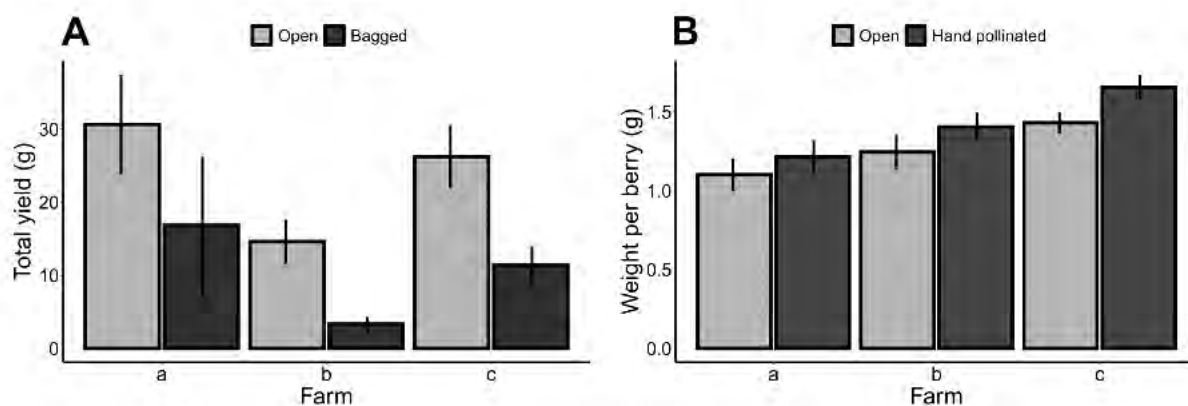 A
Open Bagged
Total yield (g)
30
20
10
0
a b c
Farm
B
Open Hand pollinated
Weight per berry (g)
1.5
1.0
0.5
0.0
a b c
Farm